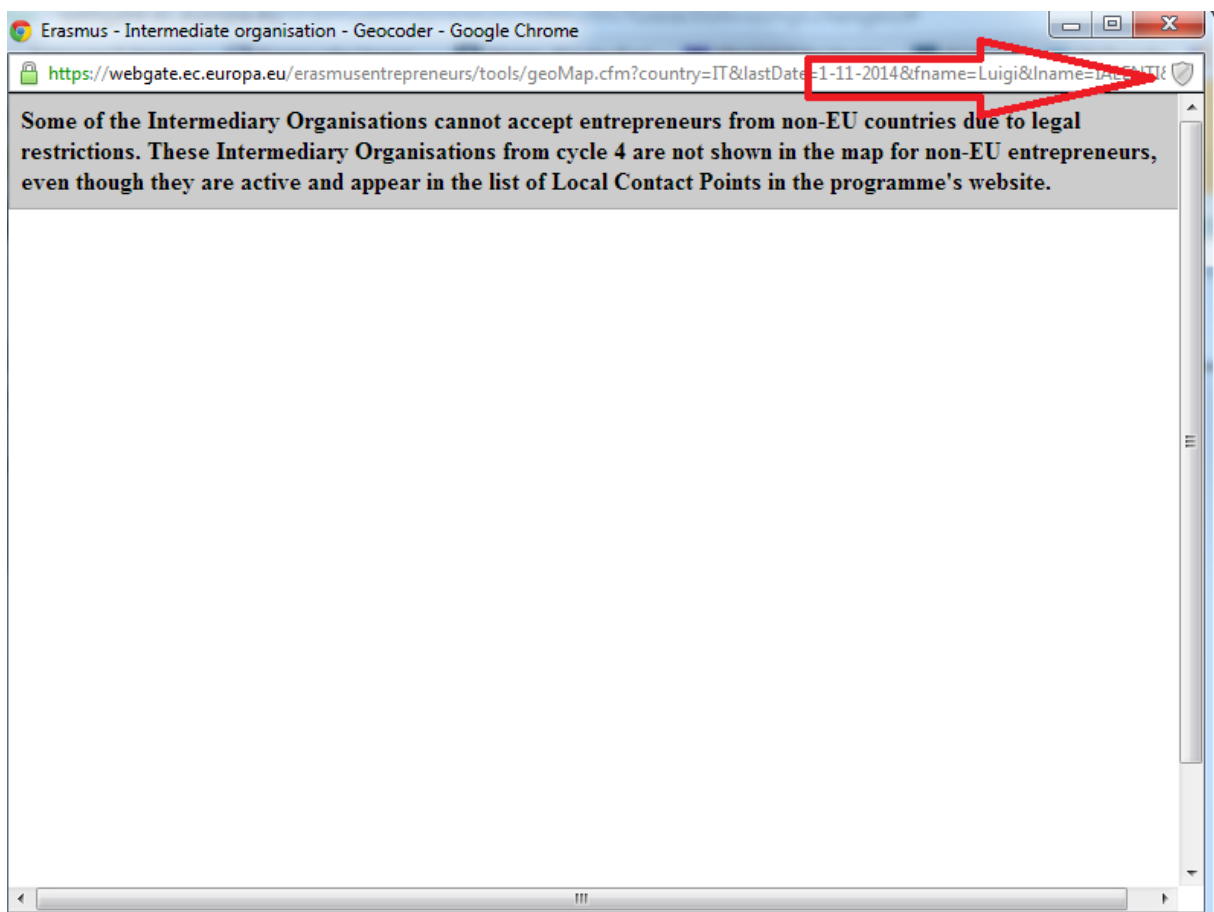 Erasmus - Intermediate organisation - Geocoder - Google Chrome
https://webgate.ec.europa.eu/erasmusentrepreneurs/tools/geoMap.cfm?country=IT&lastDate=1-11-2014&fname=Luigi&lname=
Some of the Intermediary Organisations cannot accept entrepreneurs from non-EU countries due to legal
restrictions. These Intermediary Organisations from cycle 4 are not shown in the map for non-EU entrepreneurs,
even though they are active and appear in the list of Local Contact Points in the programme's website.